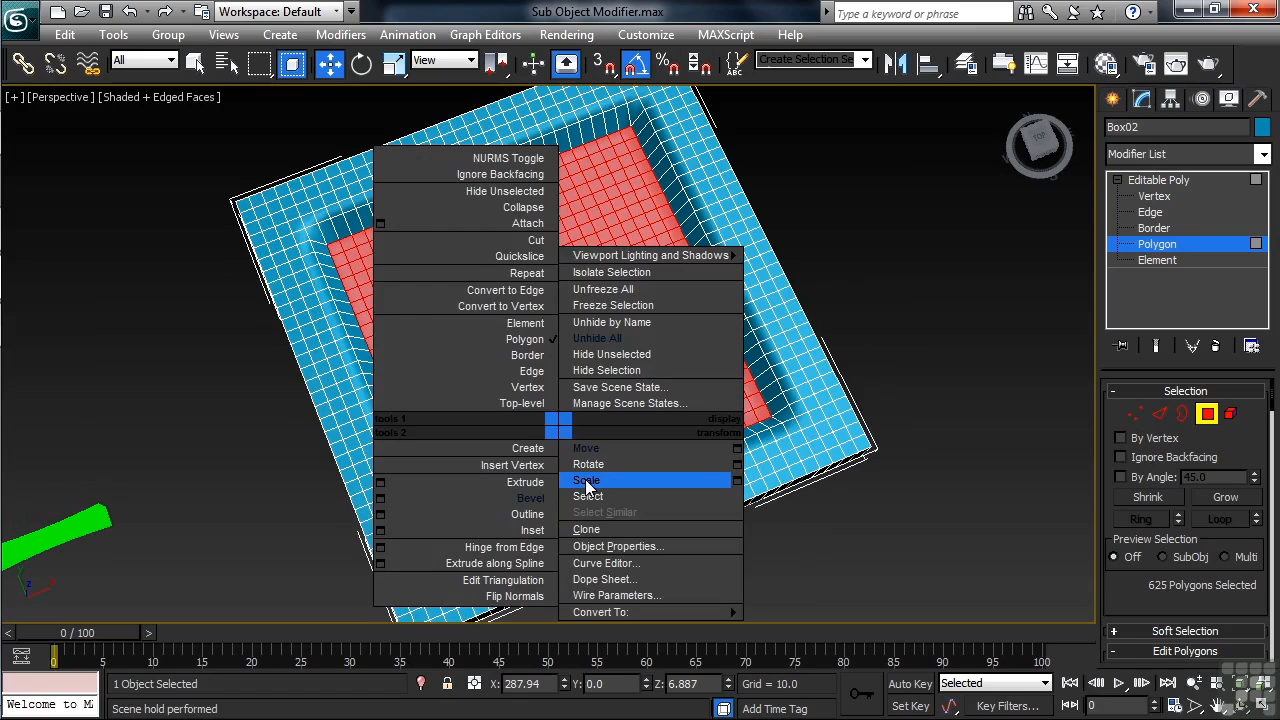 Workspace: Default
Sub Object Modifier.max
Type a keyword or phrase
Edit Tools Group Views Create Modifiers Animation Graph Editors Rendering Customize MAXScript Help
All
View
3
Create Selection Se
[+] [Perspective] [Shaded + Edged Faces]
TOP
NURMS Toggle
Ignore Backfacing
Hide Unselected
Collapse
Attach
Cut
Quickslice
Repeat
Convert to Edge
Convert to Vertex
Element
Polygon
Border
Edge
Vertex
Top-level
tools 1
tools 2
Create
Insert Vertex
Extrude
Bevel
Outline
Inset
Hinge from Edge
Extrude along Spline
Edit Triangulation
Flip Normals
Viewport Lighting and Shadows
Isolate Selection
Unfreeze All
Freeze Selection
Unhide by Name
Unhide All
Hide Unselected
Hide Selection
Save Scene State...
Manage Scene States...
display
transform
Move
Rotate
Scale
Select
Select Similar
Clone
Object Properties...
Curve Editor...
Dope Sheet...
Wire Parameters...
Convert To:
Box02
Modifier List
Editable Poly
Vertex
Edge
Border
Polygon
Element
Selection
By Vertex
Ignore Backfacing
By Angle: 45.0
Shrink Grow
Ring Loop
Preview Selection
Off SubObj Multi
625 Polygons Selected
Soft Selection
Edit Polygons
z
< 0 / 100 >
0 5 10 15 20 25 30 35 40 45 50 55 60 65 70 75 80 85 90 95 100
1 Object Selected
X: 287.94 Y: 0.0 Z: 6.887 Grid = 10.0
Auto Key Selected
Welcome to M
Scene hold performed
Add Time Tag
Set Key Key Filters... 0